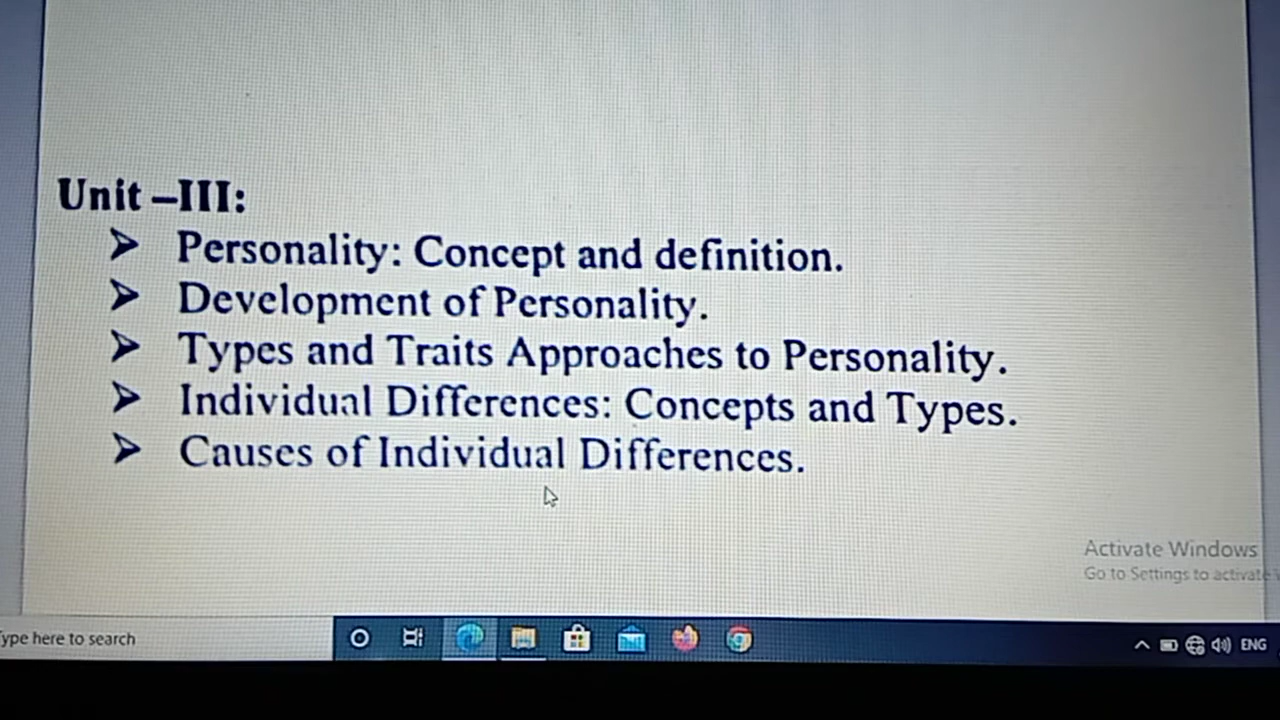 Unit –III:
➢ Personality: Concept and definition.
➢ Development of Personality.
➢ Types and Traits Approaches to Personality.
➢ Individual Differences: Concepts and Types.
➢ Causes of Individual Differences.
Activate Windows
Go to Settings to activate
Type here to search
ENG